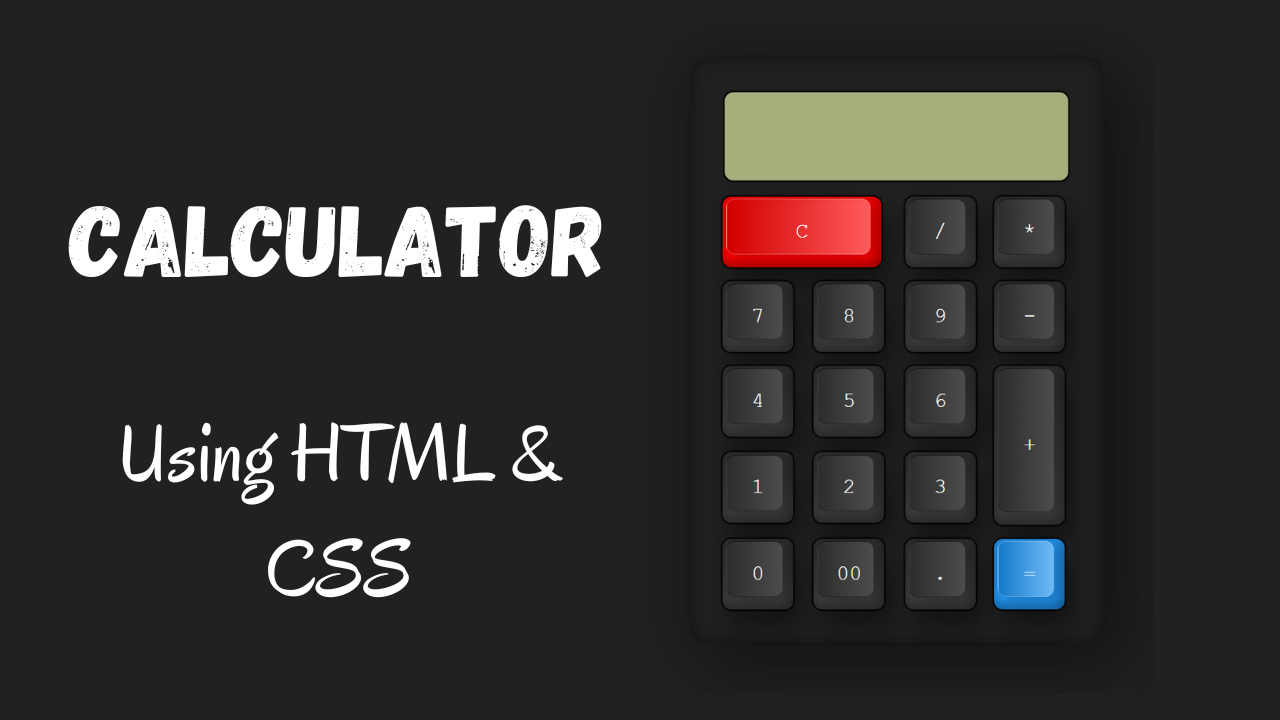 CALCULATOR
Using HTML &
CSS
C / *
7 8 9 -
4 5 6
+
1 2 3
0 00 . =